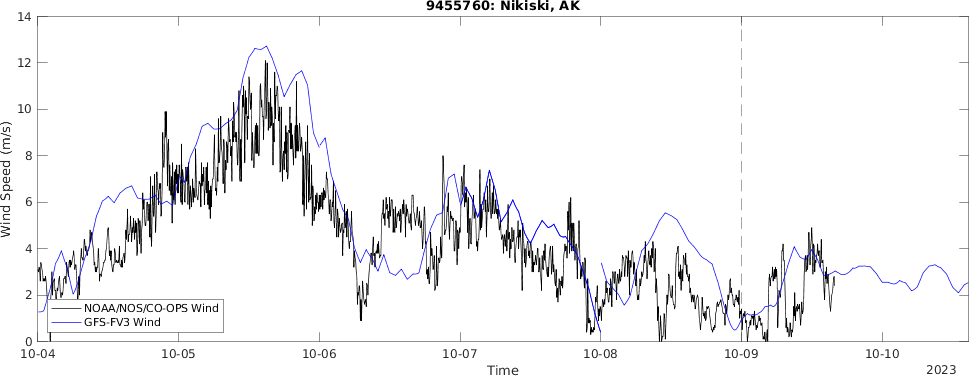 9455760: Nikiski, AK
14
12
10
8
6
4
2
0
Wind Speed (m/s)
NOAA/NOS/CO-OPS Wind
GFS-FV3 Wind
10-04 10-05 10-06 10-07 10-08 10-09 10-10
Time
2023